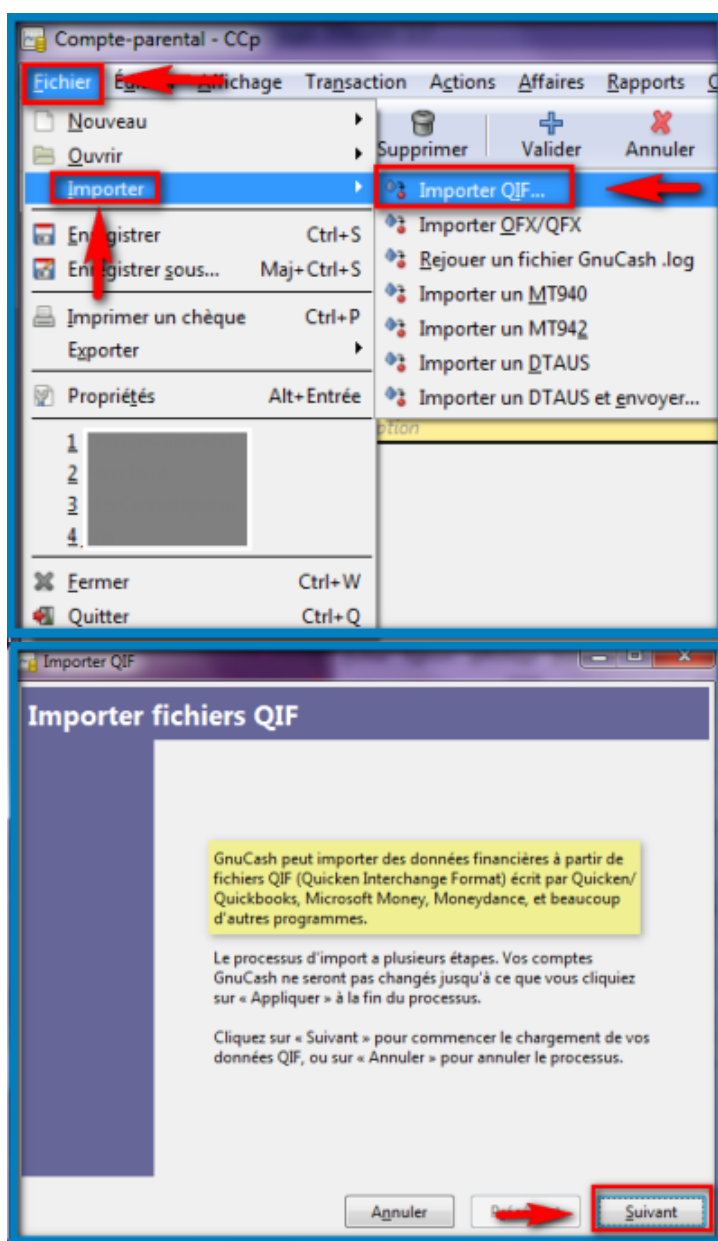 Compte-parental - CCp
Fichier Affichage Transaction Actions Affaires Rapports
Nouveau
Ouvrir
Importer
Enregistrer Ctrl+S
Enregistrer sous... Maj+Ctrl+S
Imprimer un chèque Ctrl+P
Exporter
Propriétés Alt+Entrée
1
2
3
4
Fermer Ctrl+W
Quitter Ctrl+Q
Supprimer Valider Annuler
Importer QIF...
Importer OFX/QFX
Rejouer un fichier GnuCash .log
Importer un MT940
Importer un MT942
Importer un DTAUS
Importer un DTAUS et envoyer...
Importer QIF
Importer fichiers QIF
GnuCash peut importer des données financières à partir de
fichiers QIF (Quicken Interchange Format) écrit par Quicken/
Quickbooks, Microsoft Money, Moneydance, et beaucoup
d'autres programmes.
Le processus d'import a plusieurs étapes. Vos comptes
GnuCash ne seront pas changés jusqu'à ce que vous cliquiez
sur « Appliquer » à la fin du processus.
Cliquez sur « Suivant » pour commencer le chargement de vos
données QIF, ou sur « Annuler » pour annuler le processus.
Annuler Suivant